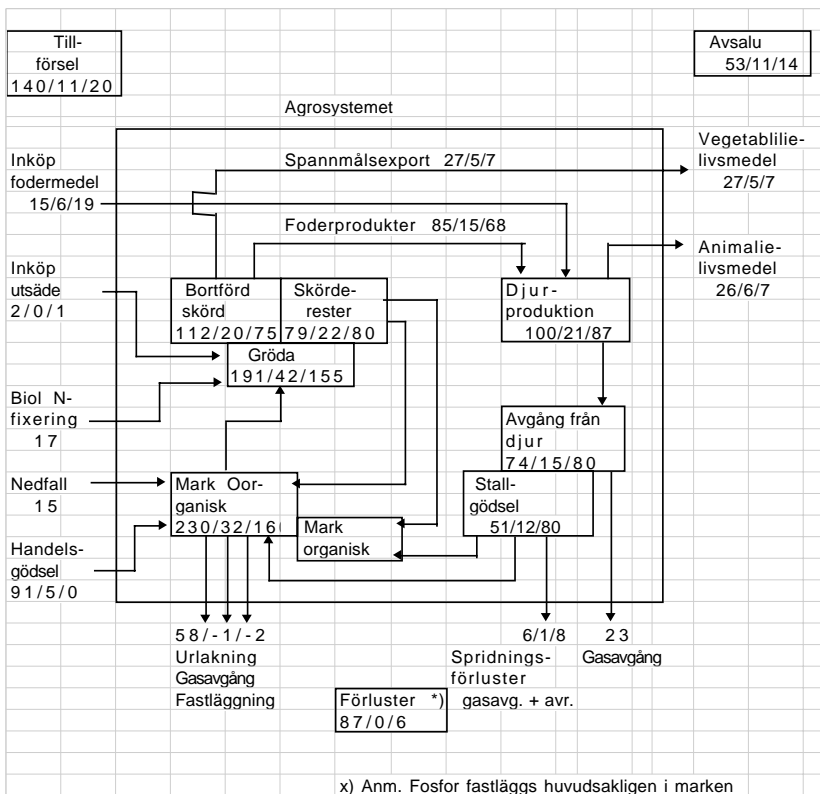 Till-
försel
140/11/20
Avsalu
53/11/14
Agrosystemet
Inköp
fodermedel
15/6/19
Spannmålsexport 27/5/7
Vegetabilie-
livsmedel
27/5/7
Foderprodukter 85/15/68
Animalie-
livsmedel
26/6/7
Inköp
utsäde
2/0/1
Bortförd
skörd
112/20/75
Skörde-
rester
79/22/80
Djur-
produktion
100/21/87
Gröda
191/42/155
Biol N-
fixering
17
Avgång från
djur
74/15/80
Nedfall
15
Mark Oor-
ganisk
230/32/16
Stall-
gödsel
51/12/80
Mark
organisk
Handels-
gödsel
91/5/0
58/-1/-2
Urlakning
Gasavgång
Fastläggning
6/1/8
Spridnings-
förluster
gasavg. + avr.
23
Gasavgång
Förluster *)
87/0/6
x) Anm. Fosfor fastläggs huvudsakligen i marken